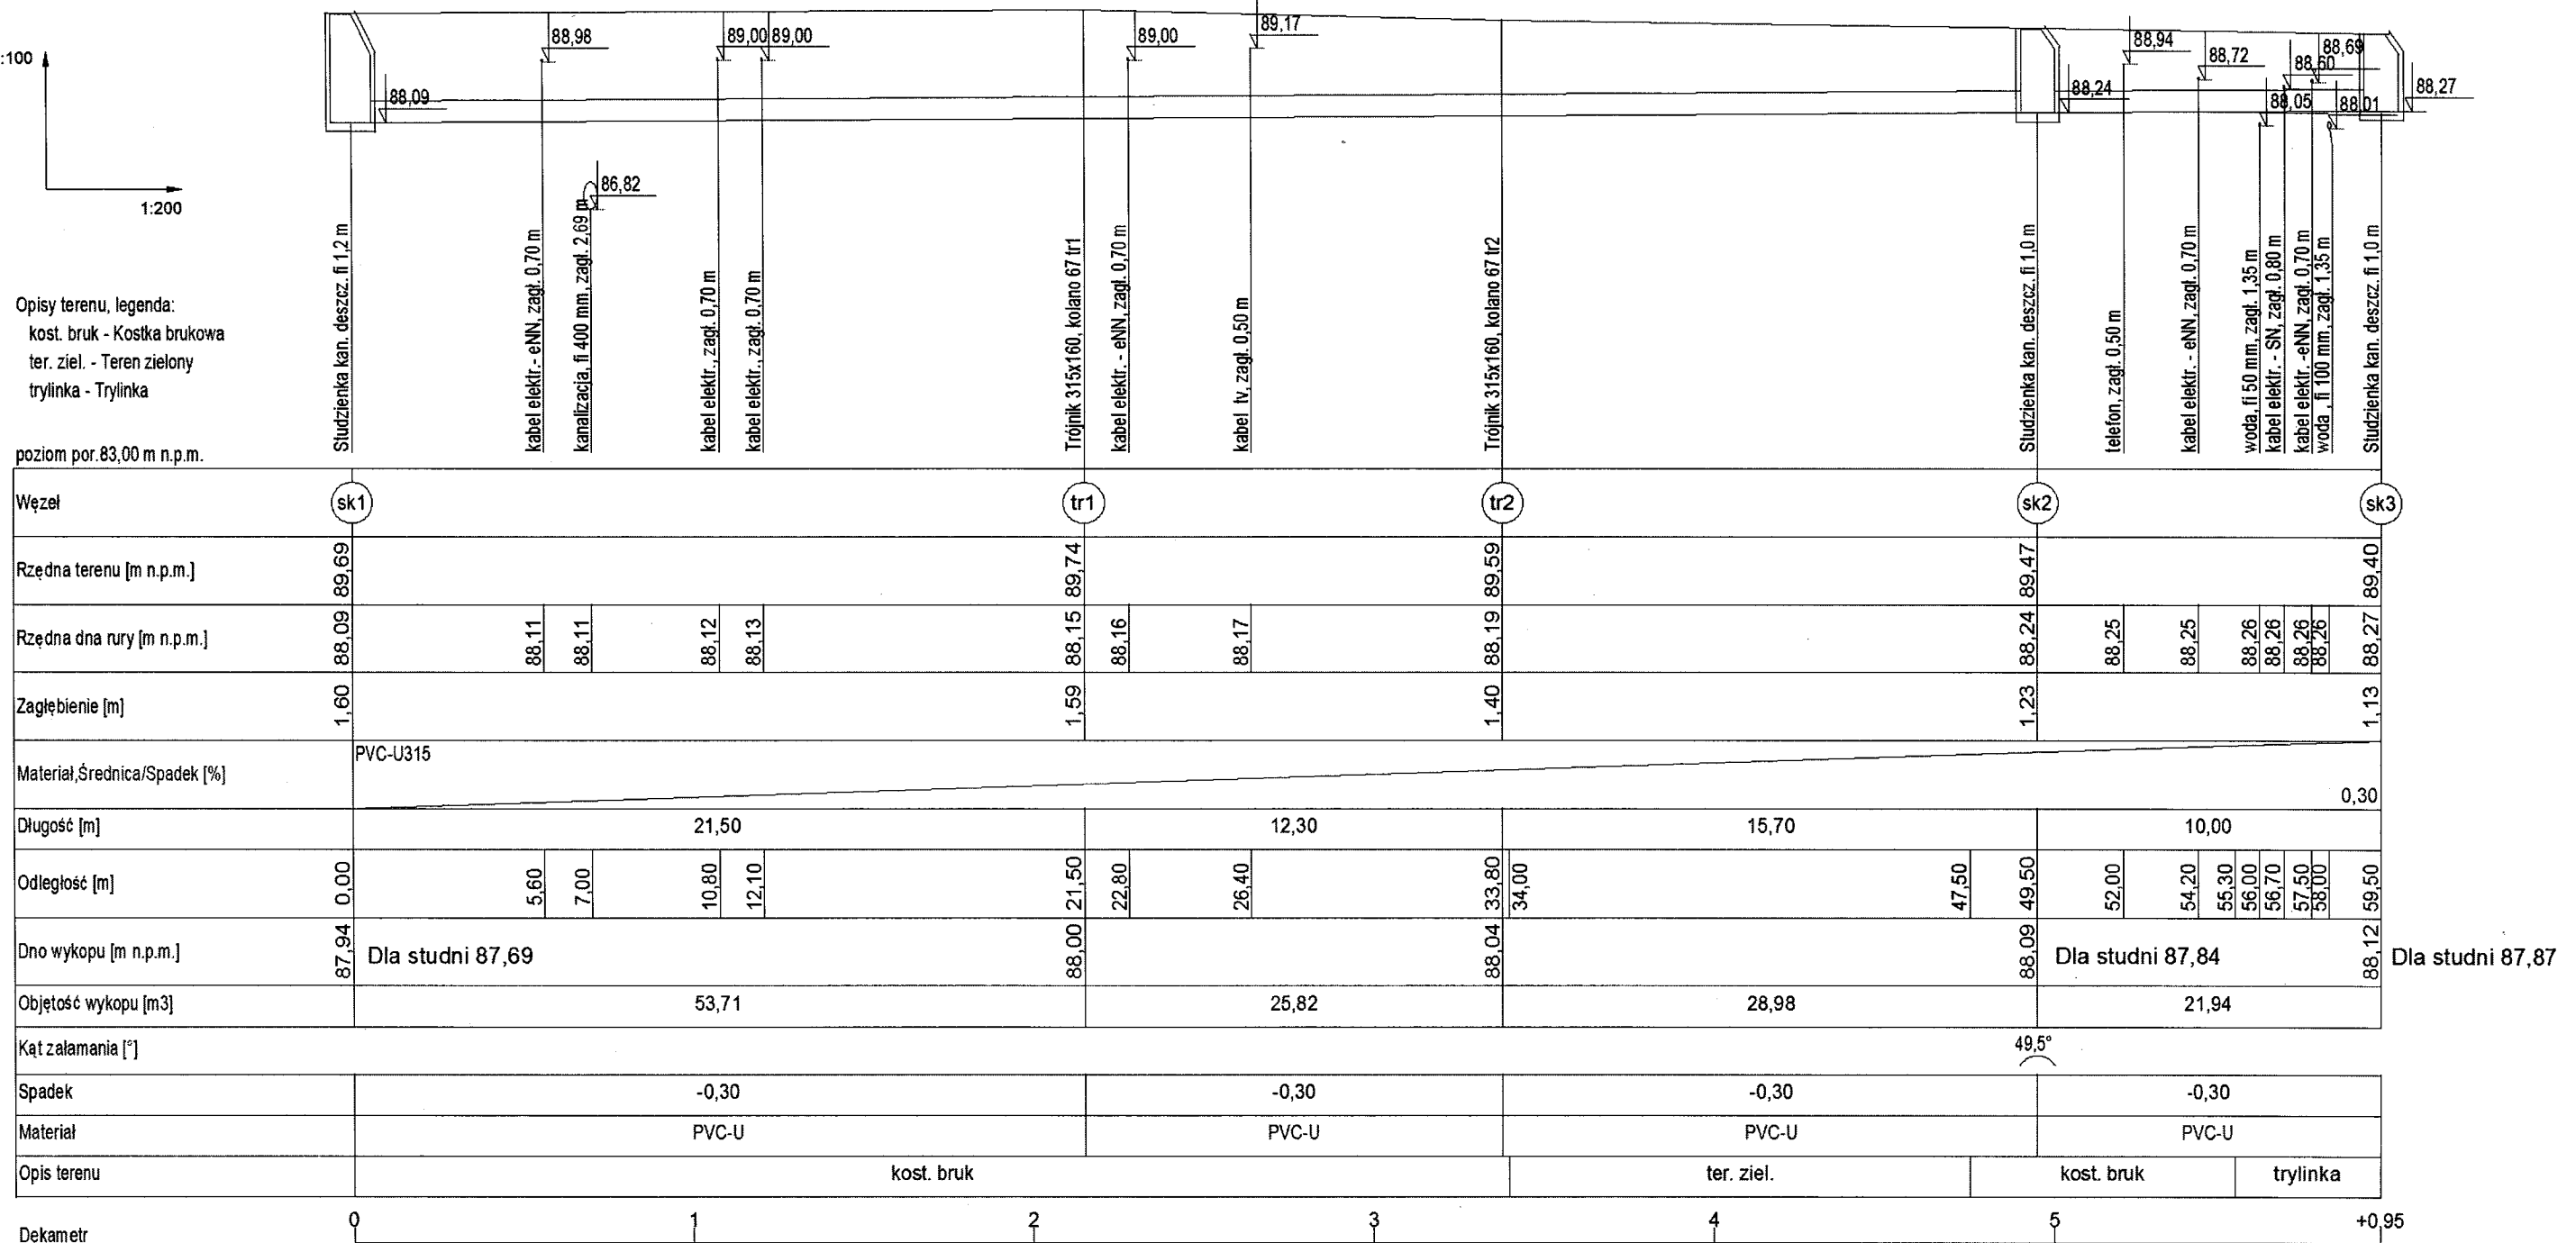 88,98
89,00
89,00
89,00
89,17
88,94
88,72
88,60
88,69
:100
88,09
88,24
88,05
88,01
88,27
86,82
1:200
Studzienka kan. deszcz. fi 1,2 m
kabel elektr.- eNN, zagł. 0,70 m
kanalizacja, fi 400 mm, zagł. 2,69 m
kabel elektr., zagł. 0,70 m
kabel elektr., zagł. 0,70 m
Trójnik 315x160, kolano 67 tr1
kabel elektr. - eNN, zagł. 0,70 m
kabel tv, zagł. 0,50 m
Trójnik 315x160, kolano 67 tr2
Studzienka kan. deszcz. fi 1,0 m
telefon, zagł. 0,50 m
kabel elektr. - eNN, zagł. 0,70 m
woda, fi 50 mm, zagł. 1,35 m
kabel elektr. - SN, zagł. 0,80 m
kabel elektr. -eNN, zagł. 0,70 m
woda , fi 100 mm, zagł. 1,35 m
Studzienka kan. deszcz. fi 1,0 m
Opisy terenu, legenda:
kost. bruk - Kostka brukowa
ter. ziel. - Teren zielony
trylinka - Trylinka
poziom por.83,00 m n.p.m.
Węzeł sk1 tr1 tr2 sk2 sk3
Rzędna terenu [m n.p.m.] 89,69 89,74 89,59 89,47 89,40
Rzędna dna rury [m n.p.m.] 88,09 88,11 88,11 88,12 88,13 88,15 88,16 88,17 88,19 88,24 88,25 88,25 88,26 88,26 88,26 88,26 88,27
Zagłębienie [m] 1,60 1,59 1,40 1,23 1,13
Materiał,Średnica/Spadek [%] PVC-U315 0,30
Długość [m] 21,50 12,30 15,70 10,00
Odległość [m] 0,00 5,60 7,00 10,80 12,10 21,50 22,80 26,40 33,80 34,00 47,50 49,50 52,00 54,20 55,30 56,00 56,70 57,50 58,00 59,50
Dno wykopu [m n.p.m.] 87,94 Dla studni 87,69 88,00 88,04 88,09 Dla studni 87,84 88,12 Dla studni 87,87
Objętość wykopu [m3] 53,71 25,82 28,98 21,94
Kąt załamania [°] 49,5°
Spadek -0,30 -0,30 -0,30 -0,30
Materiał PVC-U PVC-U PVC-U PVC-U
Opis terenu kost. bruk ter. ziel. kost. bruk trylinka
Dekametr 0 1 2 3 4 5 +0,95